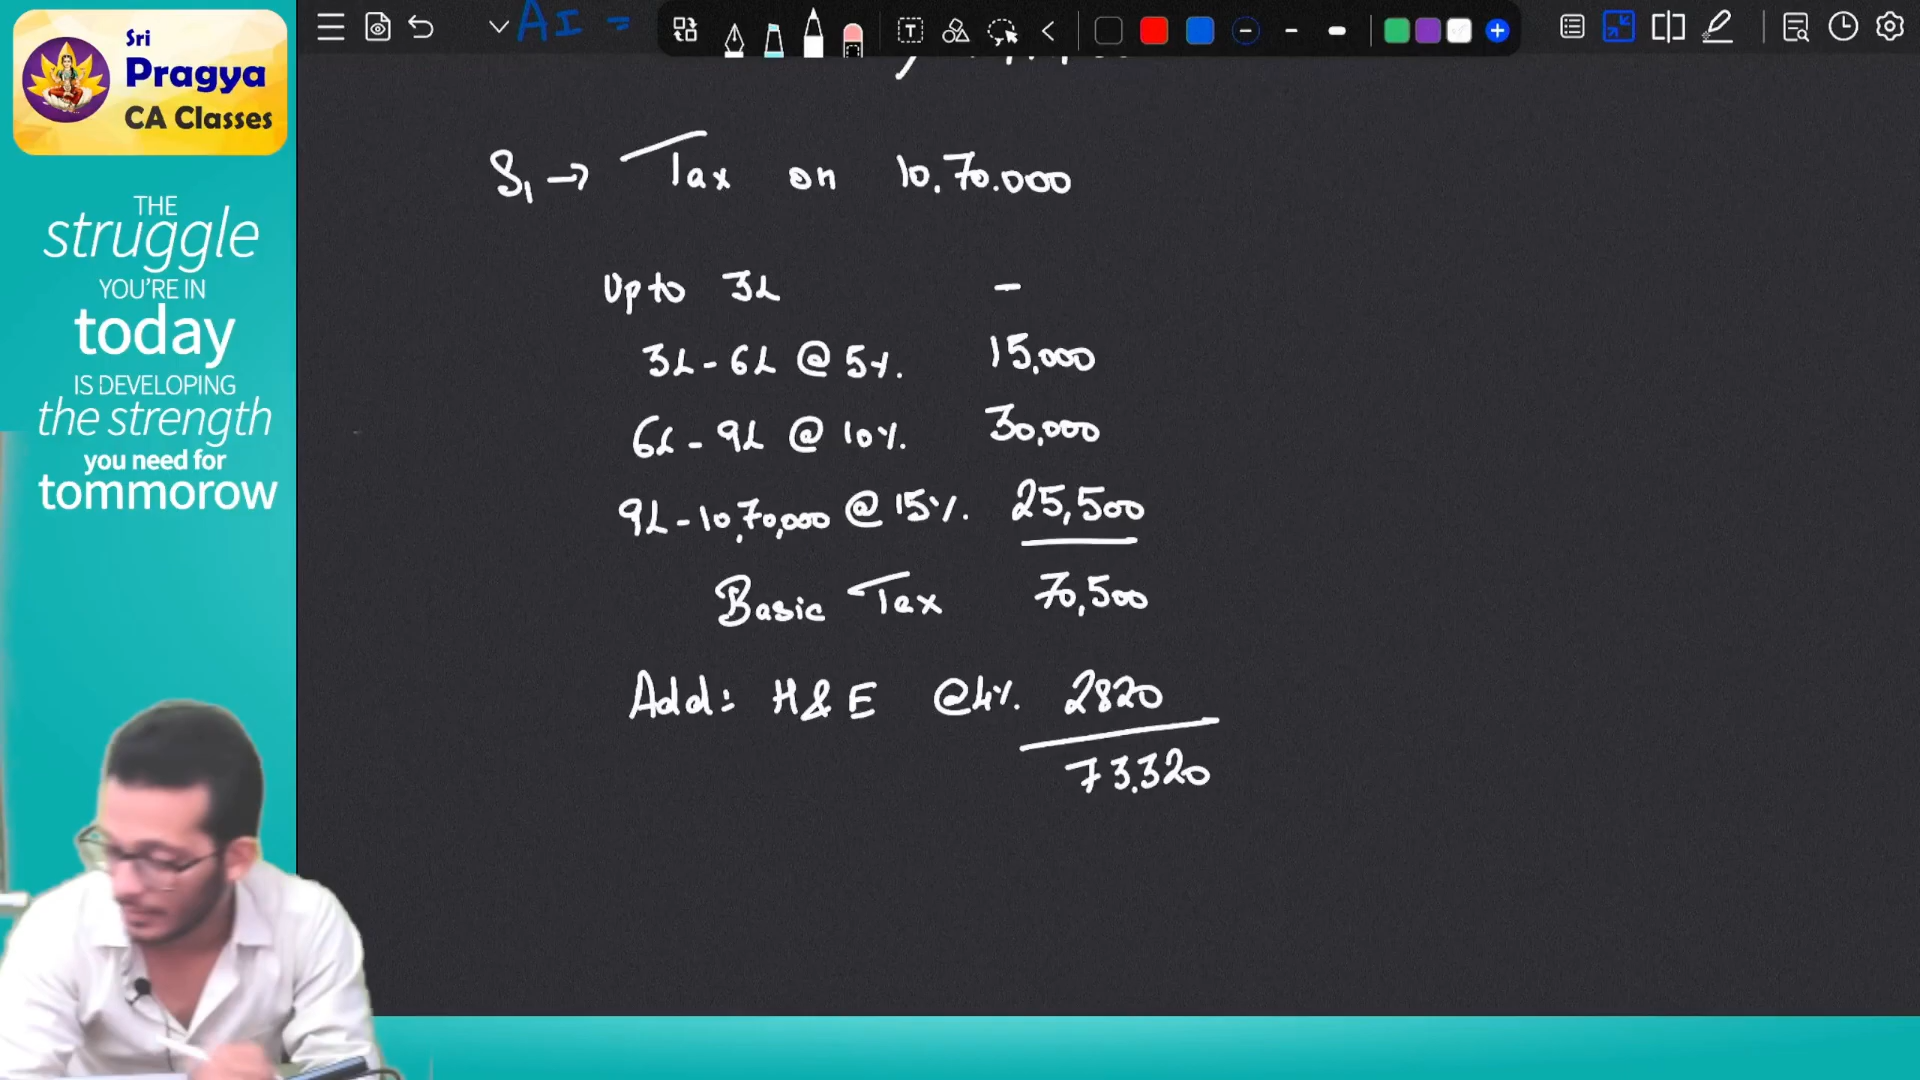 Sri
Pragya
CA Classes
THE
struggle
YOU'RE IN
today
IS DEVELOPING
the strength
you need for
tommorow
AI =
S₁ → Tax on 10,70,000
Upto 3L –
3L - 6L @ 5%. 15,000
6L - 9L @ 10%. 30,000
9L - 10,70,000 @ 15%. 25,500
Basic Tax 70,500
Add: H&E @4%. 2820
73,320